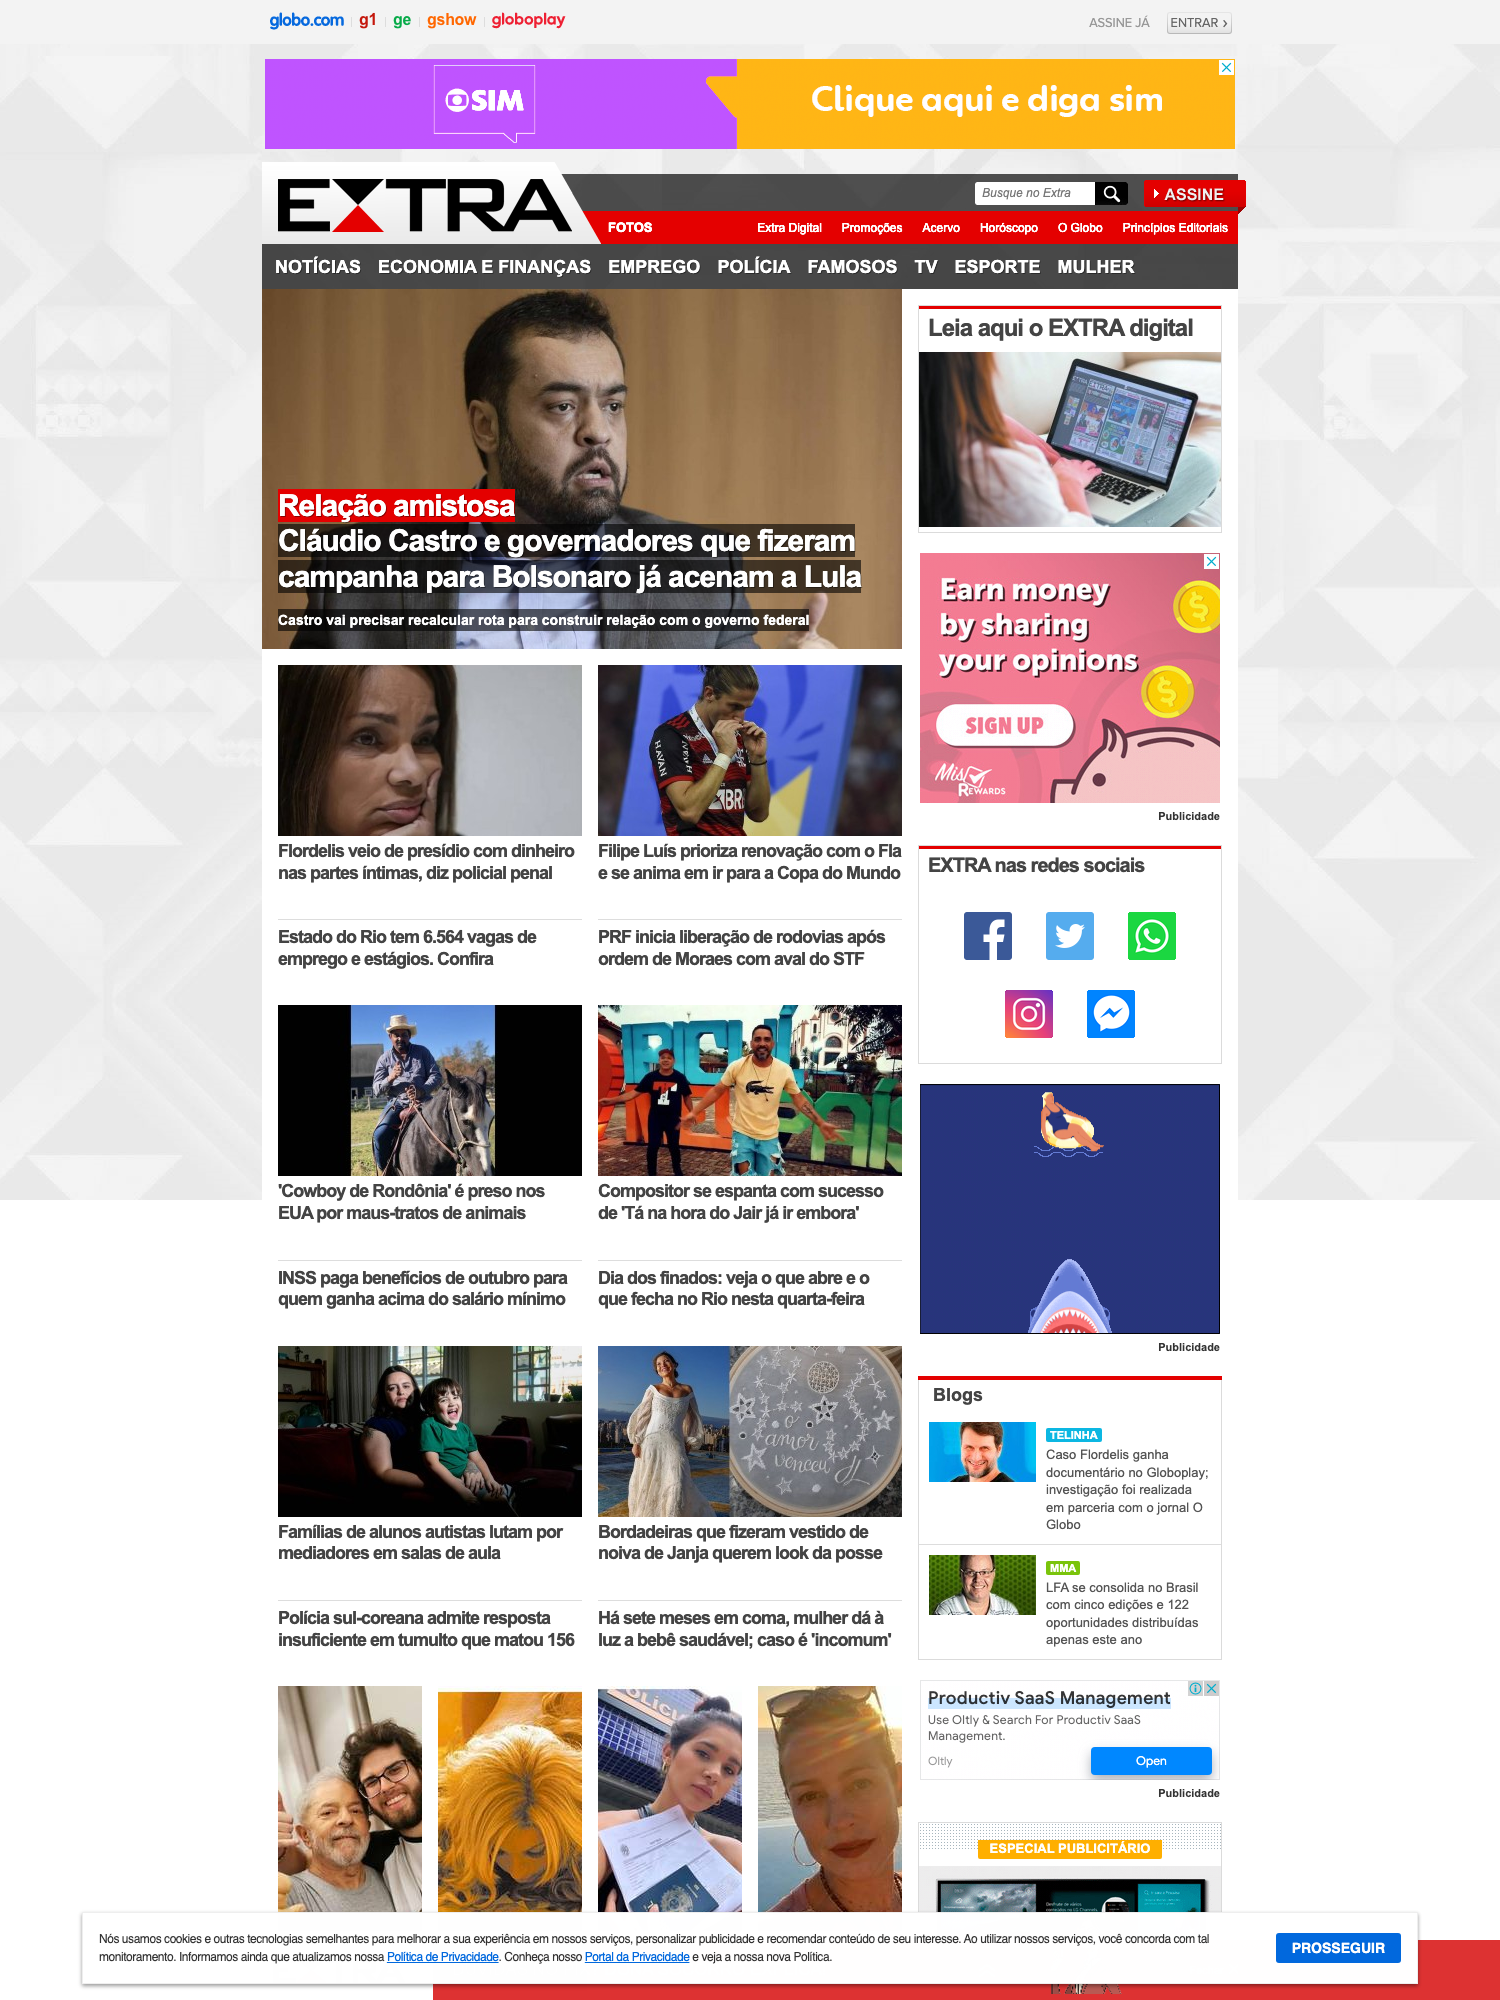 globo.com g1 ge gshow globoplay
ASSINE JÁ ENTRAR ›
SIM
Clique aqui e diga sim
EXTRA
Busque no Extra
ASSINE
FOTOS
Extra Digital Promoções Acervo Horóscopo O Globo Princípios Editoriais
NOTÍCIAS ECONOMIA E FINANÇAS EMPREGO POLÍCIA FAMOSOS TV ESPORTE MULHER
Relação amistosa
Cláudio Castro e governadores que fizeram
campanha para Bolsonaro já acenam a Lula
Castro vai precisar recalcular rota para construir relação com o governo federal
Flordelis veio de presídio com dinheiro
nas partes íntimas, diz policial penal
HAVAN
BR
Filipe Luís prioriza renovação com o Fla
e se anima em ir para a Copa do Mundo
Estado do Rio tem 6.564 vagas de
emprego e estágios. Confira
PRF inicia liberação de rodovias após
ordem de Moraes com aval do STF
'Cowboy de Rondônia' é preso nos
EUA por maus-tratos de animais
Compositor se espanta com sucesso
de 'Tá na hora do Jair já ir embora'
INSS paga benefícios de outubro para
quem ganha acima do salário mínimo
Dia dos finados: veja o que abre e o
que fecha no Rio nesta quarta-feira
Famílias de alunos autistas lutam por
mediadores em salas de aula
o
amor
venceu
Bordadeiras que fizeram vestido de
noiva de Janja querem look da posse
Polícia sul-coreana admite resposta
insuficiente em tumulto que matou 156
Há sete meses em coma, mulher dá à
luz a bebê saudável; caso é 'incomum'
Leia aqui o EXTRA digital
Earn money
by sharing
your opinions
SIGN UP
Mis
REWARDS
Publicidade
EXTRA nas redes sociais
Publicidade
Blogs
TELINHA
Caso Flordelis ganha
documentário no Globoplay;
investigação foi realizada
em parceria com o jornal O
Globo
MMA
LFA se consolida no Brasil
com cinco edições e 122
oportunidades distribuídas
apenas este ano
Productiv SaaS Management
Use Oltly & Search For Productiv SaaS
Management.
Oltly
Open
Publicidade
ESPECIAL PUBLICITÁRIO
Nós usamos cookies e outras tecnologias semelhantes para melhorar a sua experiência em nossos serviços, personalizar publicidade e recomendar conteúdo de seu interesse. Ao utilizar nossos serviços, você concorda com tal
monitoramento. Informamos ainda que atualizamos nossa Política de Privacidade. Conheça nosso Portal da Privacidade e veja a nossa nova Política.
PROSSEGUIR